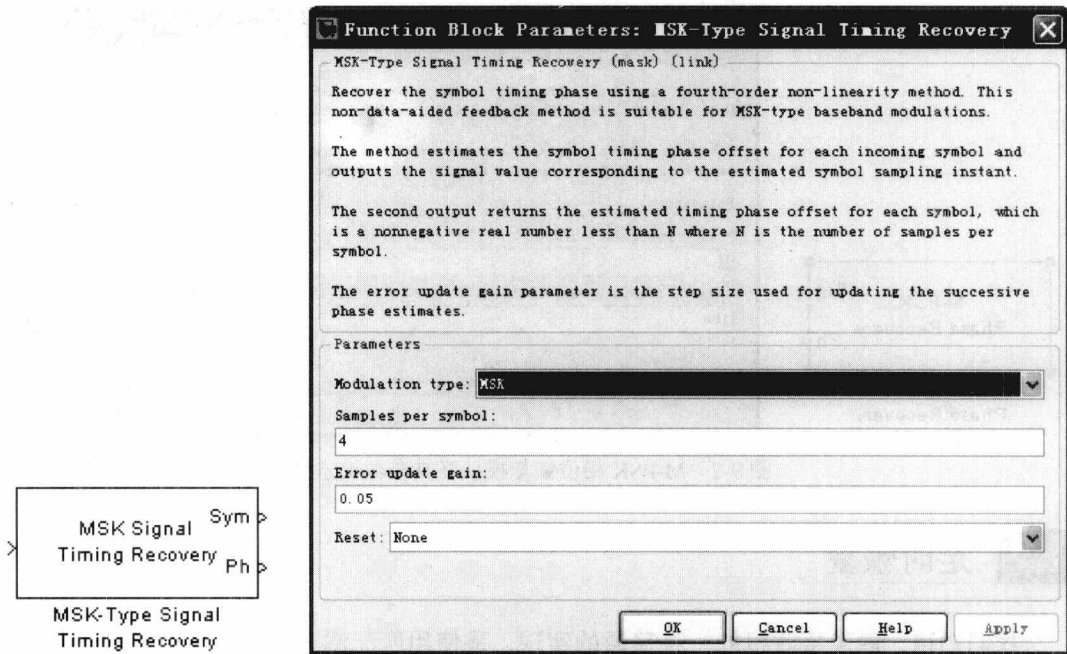 Function Block Parameters: MSK-Type Signal Timing Recovery
MSK-Type Signal Timing Recovery (mask) (link)
Recover the symbol timing phase using a fourth-order non-linearity method. This
non-data-aided feedback method is suitable for MSK-type baseband modulations.
The method estimates the symbol timing phase offset for each incoming symbol and
outputs the signal value corresponding to the estimated symbol sampling instant.
The second output returns the estimated timing phase offset for each symbol, which
is a nonnegative real number less than N where N is the number of samples per
symbol.
The error update gain parameter is the step size used for updating the successive
phase estimates.
Parameters
Modulation type: MSK
Samples per symbol:
4
Error update gain:
0.05
Reset: None
OK Cancel Help Apply
MSK Signal
Timing Recovery
Sym
Ph
MSK-Type Signal
Timing Recovery